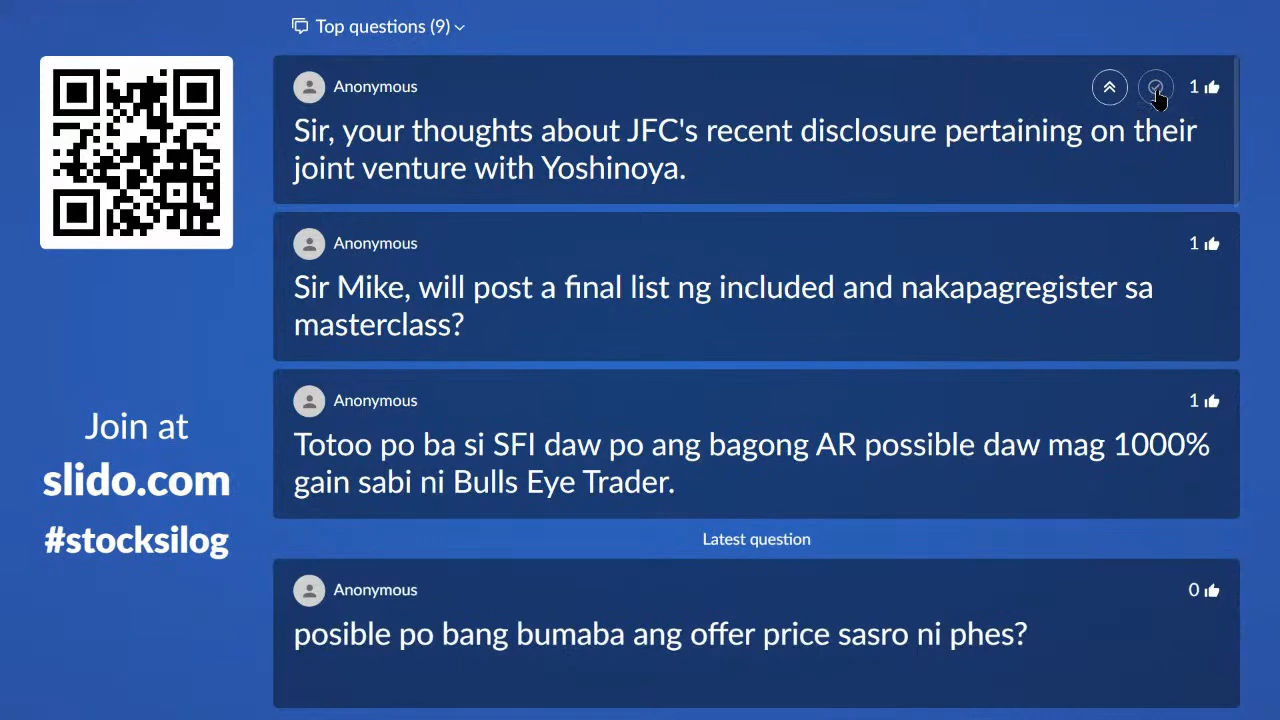 Top questions (9)
Anonymous
1
Sir, your thoughts about JFC's recent disclosure pertaining on their
joint venture with Yoshinoya.
Anonymous
1
Sir Mike, will post a final list ng included and nakapagregister sa
masterclass?
Anonymous
1
Totoo po ba si SFI daw po ang bagong AR possible daw mag 1000%
gain sabi ni Bulls Eye Trader.
Latest question
Anonymous
0
posible po bang bumaba ang offer price sasro ni phes?
Join at
slido.com
#stocksilog